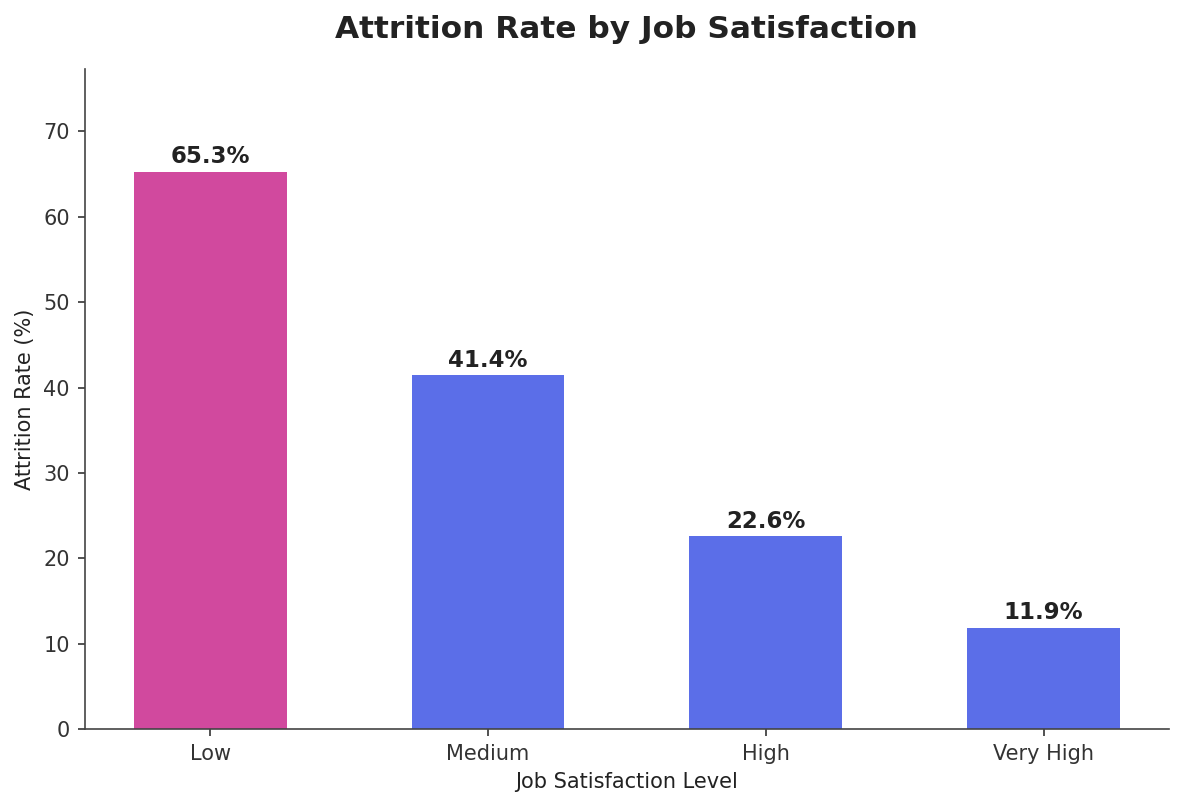 Attrition Rate by Job Satisfaction
Attrition Rate (%)
70
60
50
40
30
20
10
0
65.3%
41.4%
22.6%
11.9%
Low
Medium
High
Very High
Job Satisfaction Level